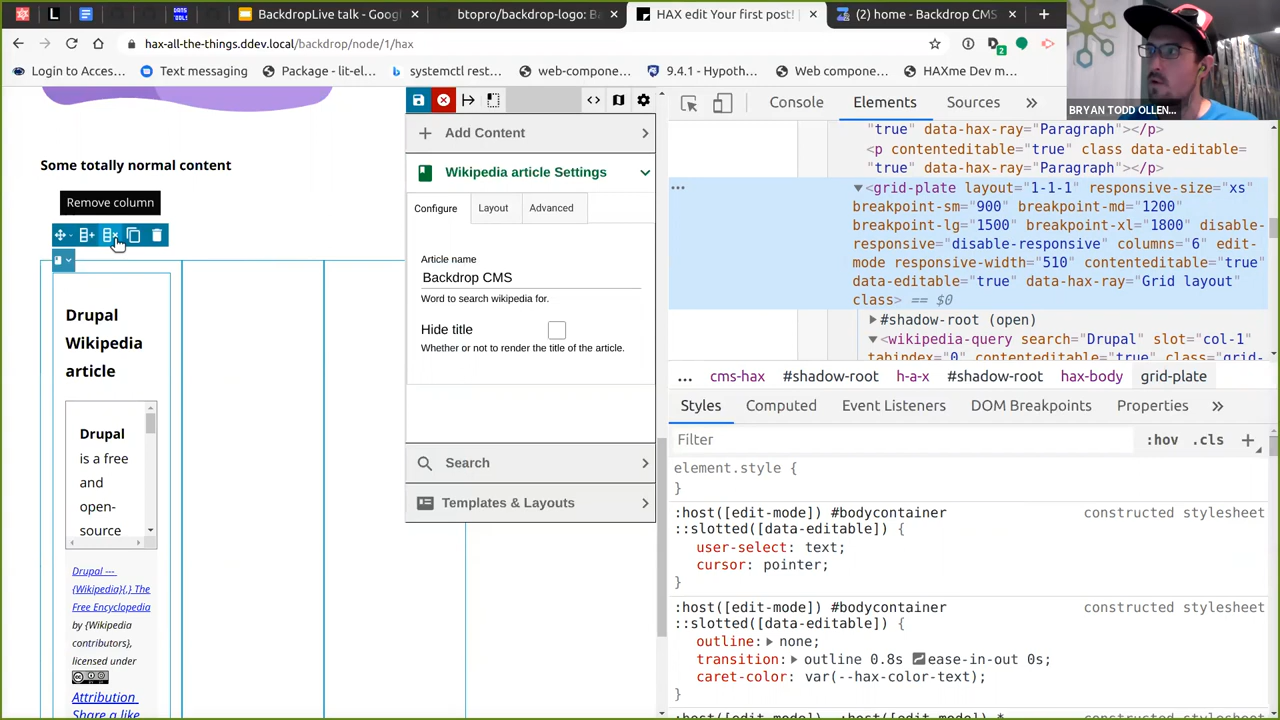 BackdropLive talk - Googl
btopro/backdrop-logo: Ba
HAX edit Your first post!
(2) home - Backdrop CMS
hax-all-the-things.ddev.local/backdrop/node/1/hax
2
Login to Acces...
Text messaging
Package - lit-el...
systemctl rest...
web-componen...
9.4.1 - Hypoth...
Web compone...
HAXme Dev m...
BRYAN TODD OLLEN...
Some totally normal content
Remove column
Drupal
Wikipedia
article
Drupal
is a free
and
open-
source
Drupal ---
{Wikipedia}{,} The
Free Encyclopedia
by {Wikipedia
contributors},
licensed under
Attribution
Share a like
Add Content
Wikipedia article Settings
Configure
Layout
Advanced
Article name
Backdrop CMS
Word to search wikipedia for.
Hide title
Whether or not to render the title of the article.
Search
Templates & Layouts
Console
Elements
Sources
"true" data-hax-ray="Paragraph"></p>
<p contenteditable="true" class data-editable=
"true" data-hax-ray="Paragraph"></p>
<grid-plate layout="1-1-1" responsive-size="xs"
breakpoint-sm="900" breakpoint-md="1200"
breakpoint-lg="1500" breakpoint-xl="1800" disable-
responsive="disable-responsive" columns="6" edit-
mode responsive-width="510" contenteditable="true"
data-editable="true" data-hax-ray="Grid layout"
class> == $0
#shadow-root (open)
<wikipedia-query search="Drupal" slot="col-1"
tabindex="0" contenteditable="true" class="grid-
... cms-hax #shadow-root h-a-x #shadow-root hax-body grid-plate
Styles
Computed
Event Listeners
DOM Breakpoints
Properties
Filter
:hov .cls
element.style {
}
:host([edit-mode]) #bodycontainer constructed stylesheet
::slotted([data-editable]) {
user-select: text;
cursor: pointer;
}
:host([edit-mode]) #bodycontainer constructed stylesheet
::slotted([data-editable]) {
outline: none;
transition: outline 0.8s ease-in-out 0s;
caret-color: var(--hax-color-text);
}